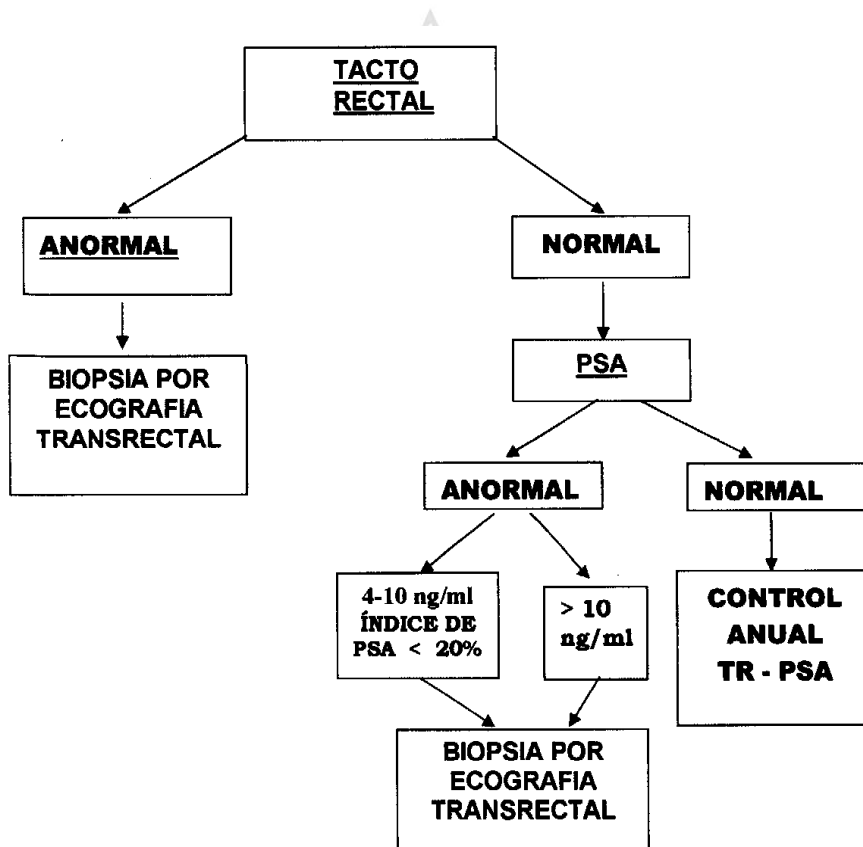 TACTO
RECTAL
ANORMAL
NORMAL
BIOPSIA POR
ECOGRAFIA
TRANSRECTAL
PSA
ANORMAL
NORMAL
4-10 ng/ml
ÍNDICE DE
PSA < 20%
> 10
ng/ml
CONTROL
ANUAL
TR - PSA
BIOPSIA POR
ECOGRAFIA
TRANSRECTAL